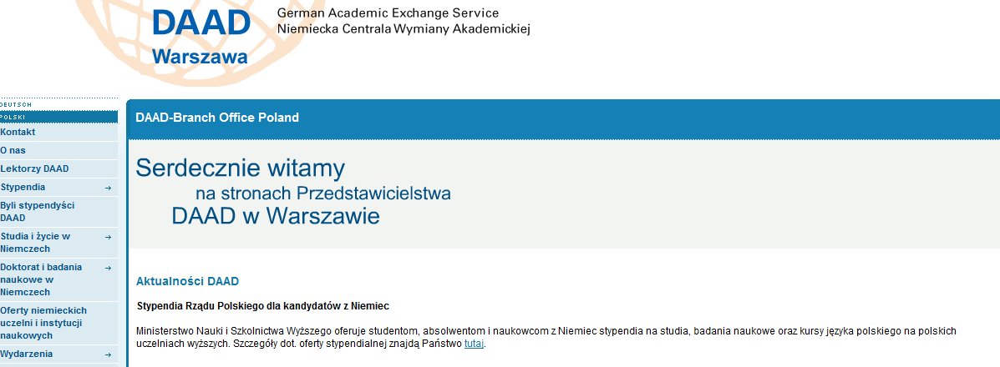 DAAD
Warszawa
German Academic Exchange Service
Niemiecka Centrala Wymiany Akademickiej
DEUTSCH
POLSKI
Kontakt
O nas
Lektorzy DAAD
Stypendia
Byli stypendyści
DAAD
Studia i życie w
Niemczech
Doktorat i badania
naukowe w
Niemczech
Oferty niemieckich
uczelni i instytucji
naukowych
Wydarzenia
DAAD-Branch Office Poland
Serdecznie witamy
na stronach Przedstawicielstwa
DAAD w Warszawie
Aktualności DAAD
Stypendia Rządu Polskiego dla kandydatów z Niemiec
Ministerstwo Nauki i Szkolnictwa Wyższego oferuje studentom, absolwentom i naukowcom z Niemiec stypendia na studia, badania naukowe oraz kursy języka polskiego na polskich
uczelniach wyższych. Szczegóły dot. oferty stypendialnej znajdą Państwo tutaj.